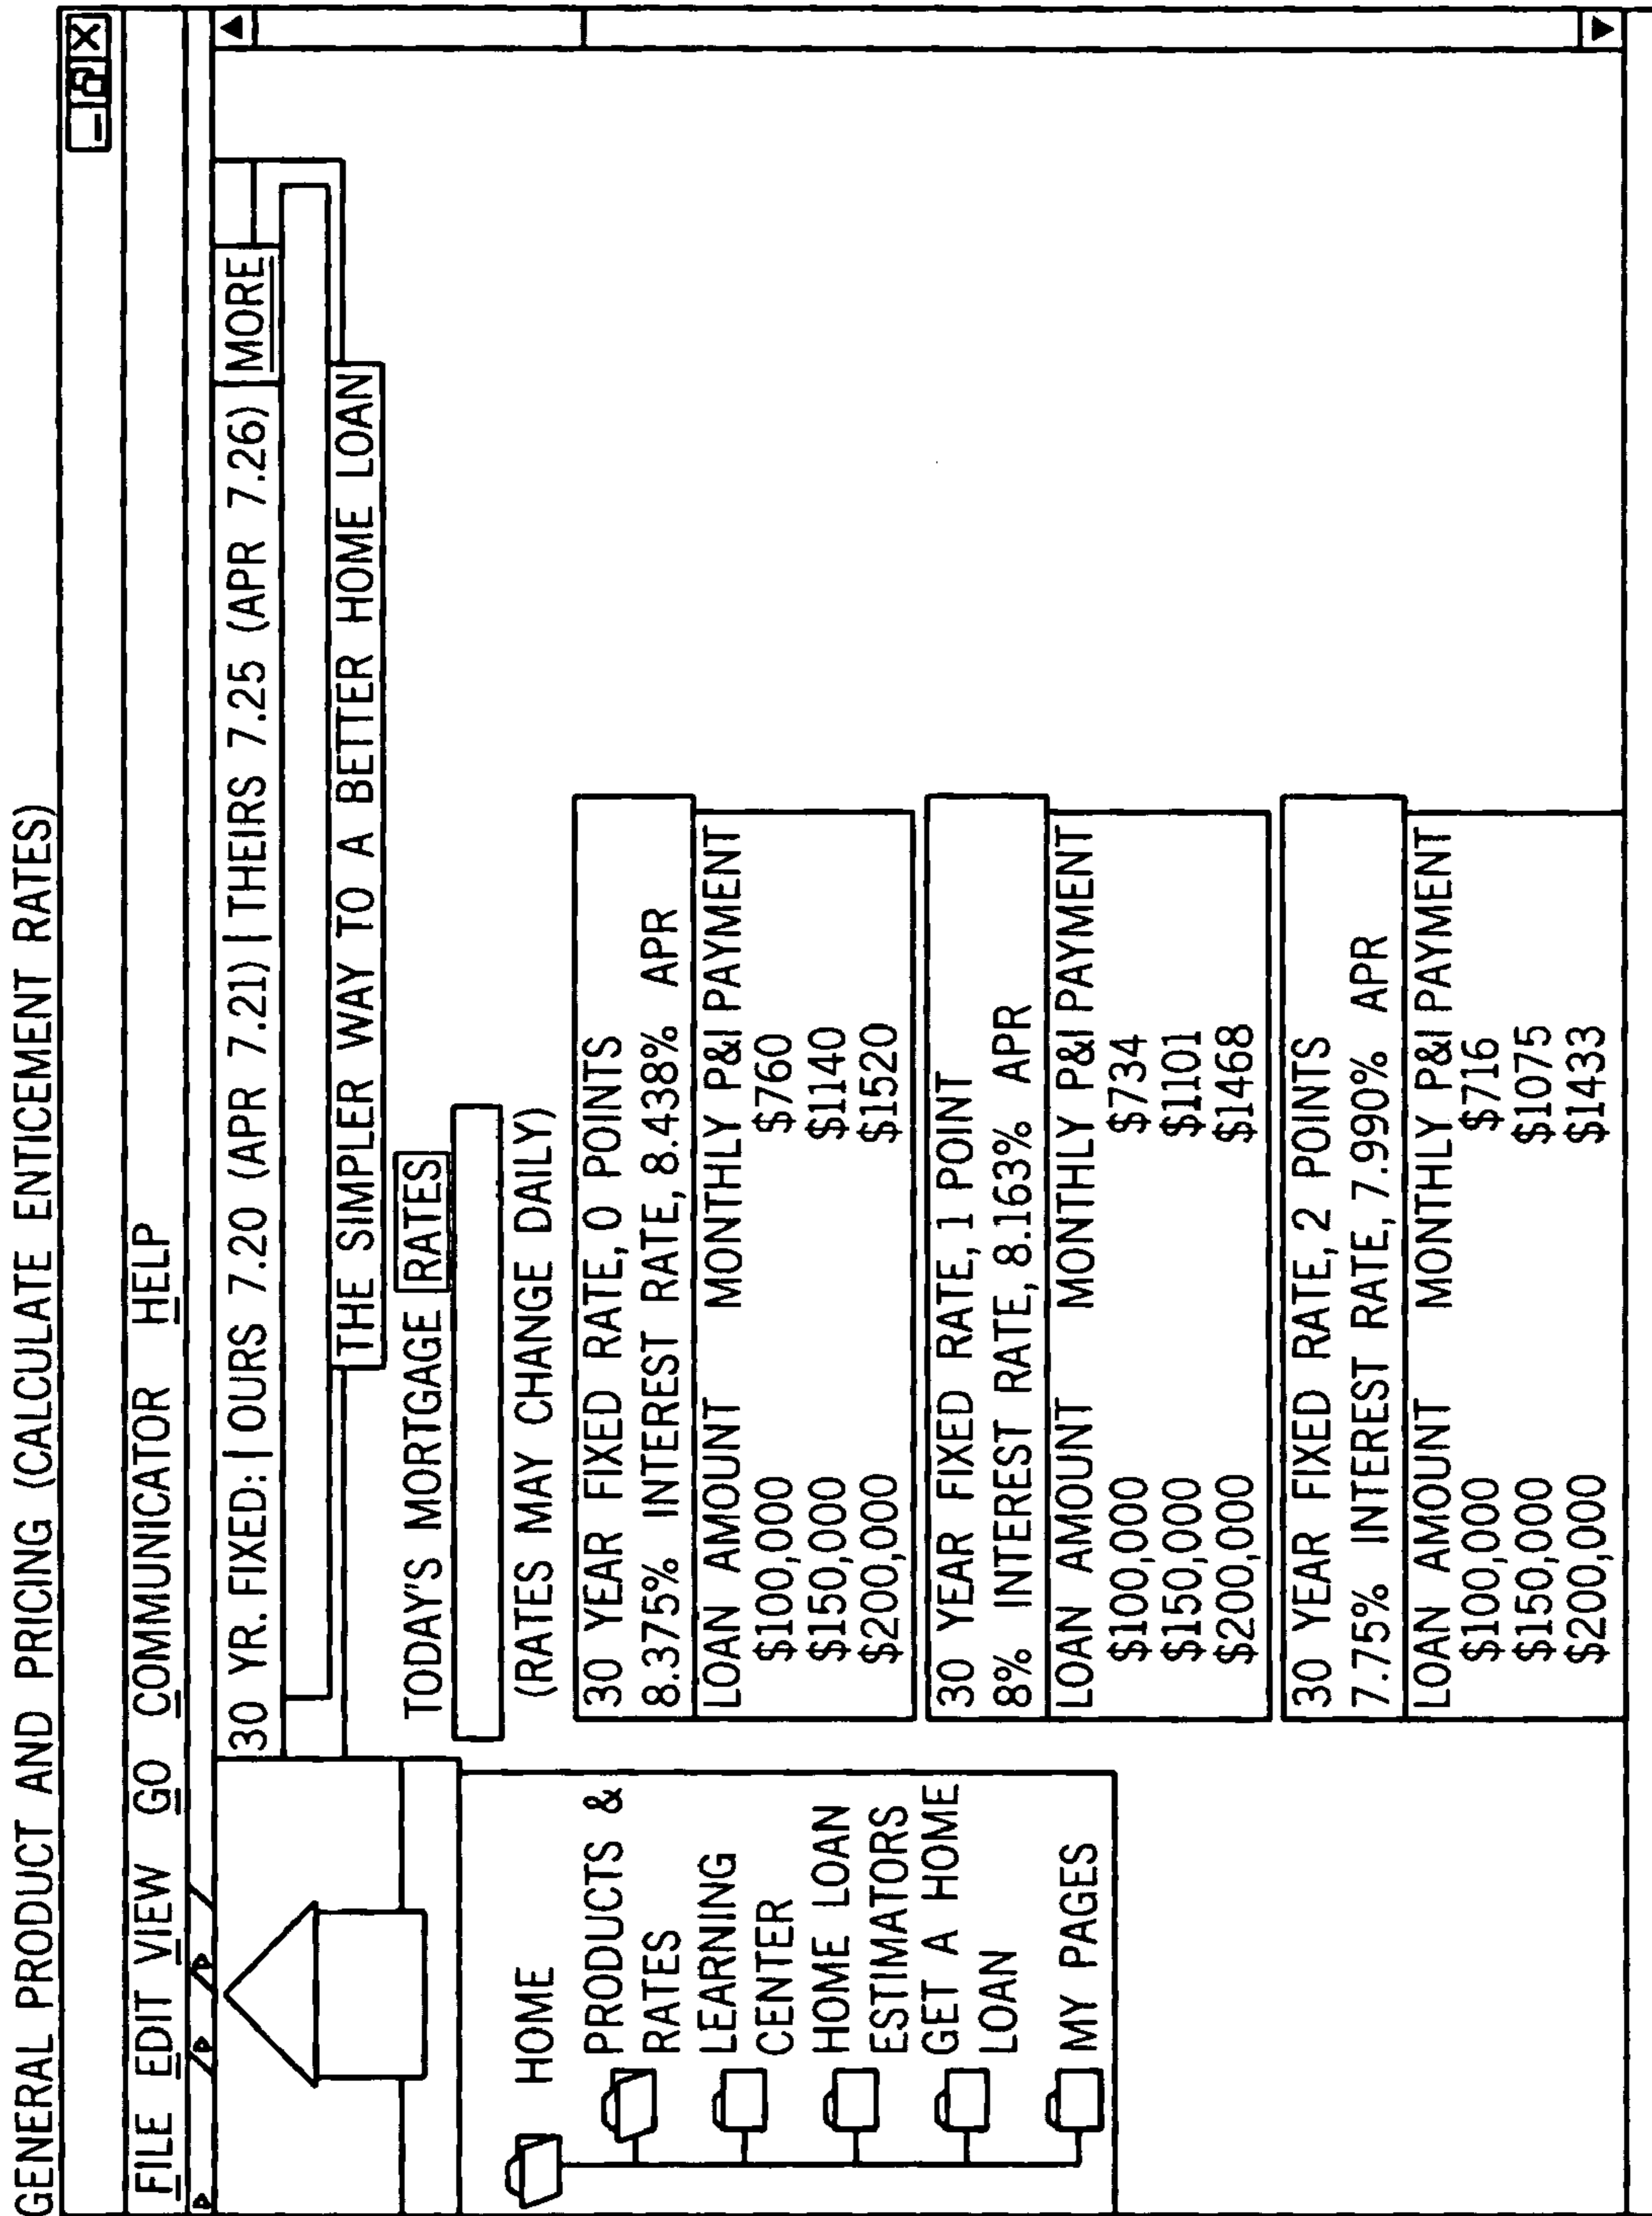 GENERAL PRODUCT AND PRICING (CALCULATE ENTICEMENT RATES)
FILE EDIT VIEW GO COMMUNICATOR HELP
30 YR. FIXED: | OURS 7.20 (APR 7.21) | THEIRS 7.25 (APR 7.26) MORE
THE SIMPLER WAY TO A BETTER HOME LOAN
HOME
PRODUCTS &
RATES
LEARNING
CENTER
HOME LOAN
ESTIMATORS
GET A HOME
LOAN
MY PAGES
TODAY'S MORTGAGE RATES
(RATES MAY CHANGE DAILY)
30 YEAR FIXED RATE, 0 POINTS
8.375% INTEREST RATE, 8.438% APR
LOAN AMOUNT MONTHLY P&I PAYMENT
$100,000 $760
$150,000 $1140
$200,000 $1520
30 YEAR FIXED RATE, 1 POINT
8% INTEREST RATE, 8.163% APR
LOAN AMOUNT MONTHLY P&I PAYMENT
$100,000 $734
$150,000 $1101
$200,000 $1468
30 YEAR FIXED RATE, 2 POINTS
7.75% INTEREST RATE, 7.990% APR
LOAN AMOUNT MONTHLY P&I PAYMENT
$100,000 $716
$150,000 $1075
$200,000 $1433